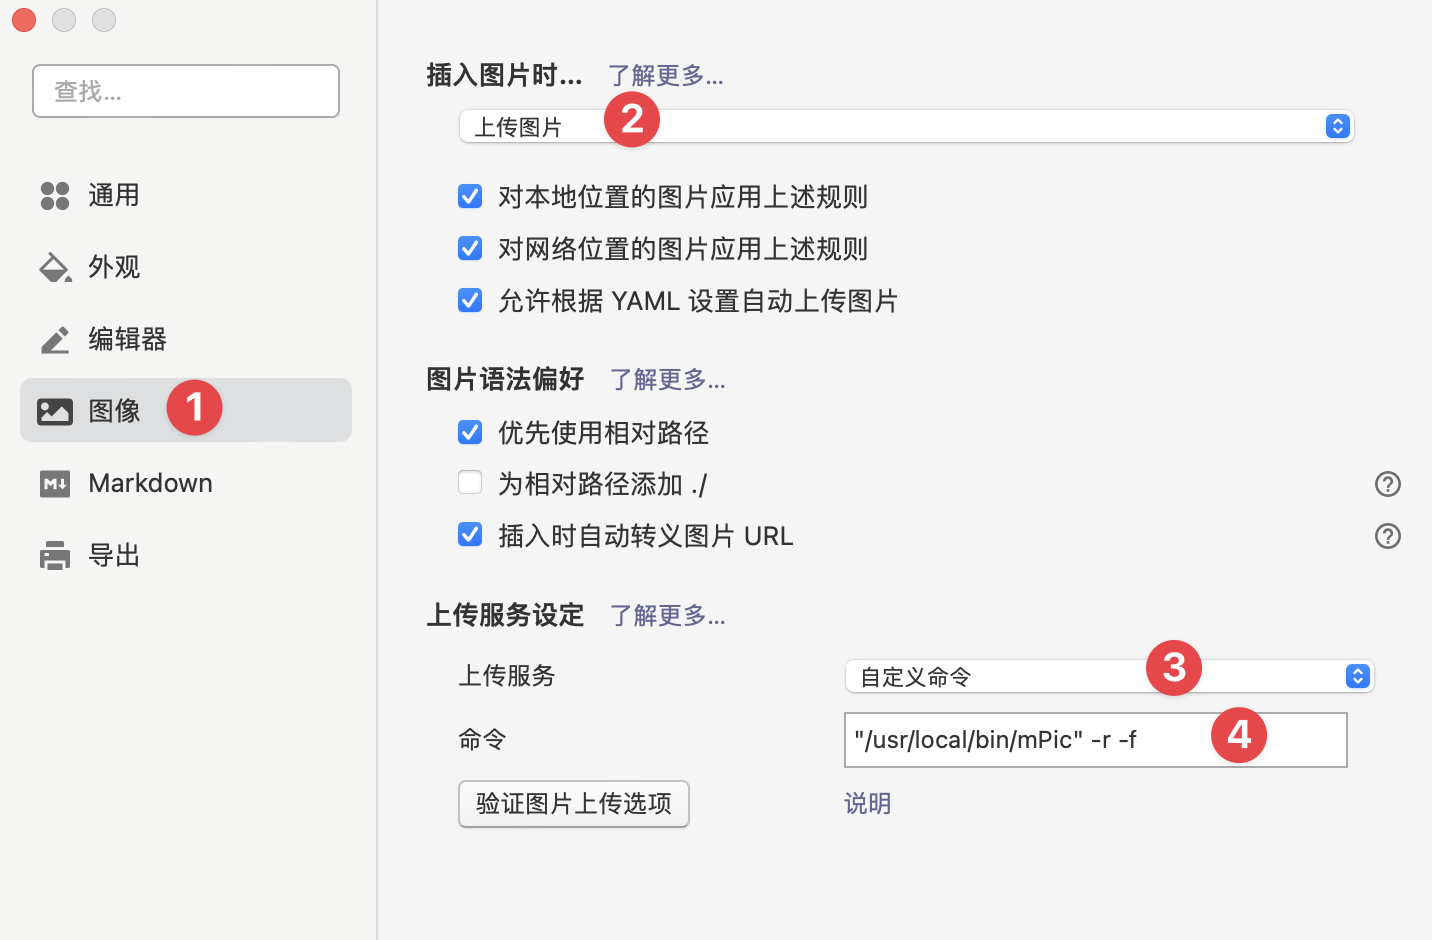 查找...
通用
外观
编辑器
图像 1
Markdown
导出
插入图片时... 了解更多...
上传图片 2
对本地位置的图片应用上述规则
对网络位置的图片应用上述规则
允许根据 YAML 设置自动上传图片
图片语法偏好 了解更多...
优先使用相对路径
为相对路径添加 ./
?
插入时自动转义图片 URL
?
上传服务设定 了解更多...
上传服务
自定义命令 3
命令
"/usr/local/bin/mPic" -r -f 4
验证图片上传选项
说明